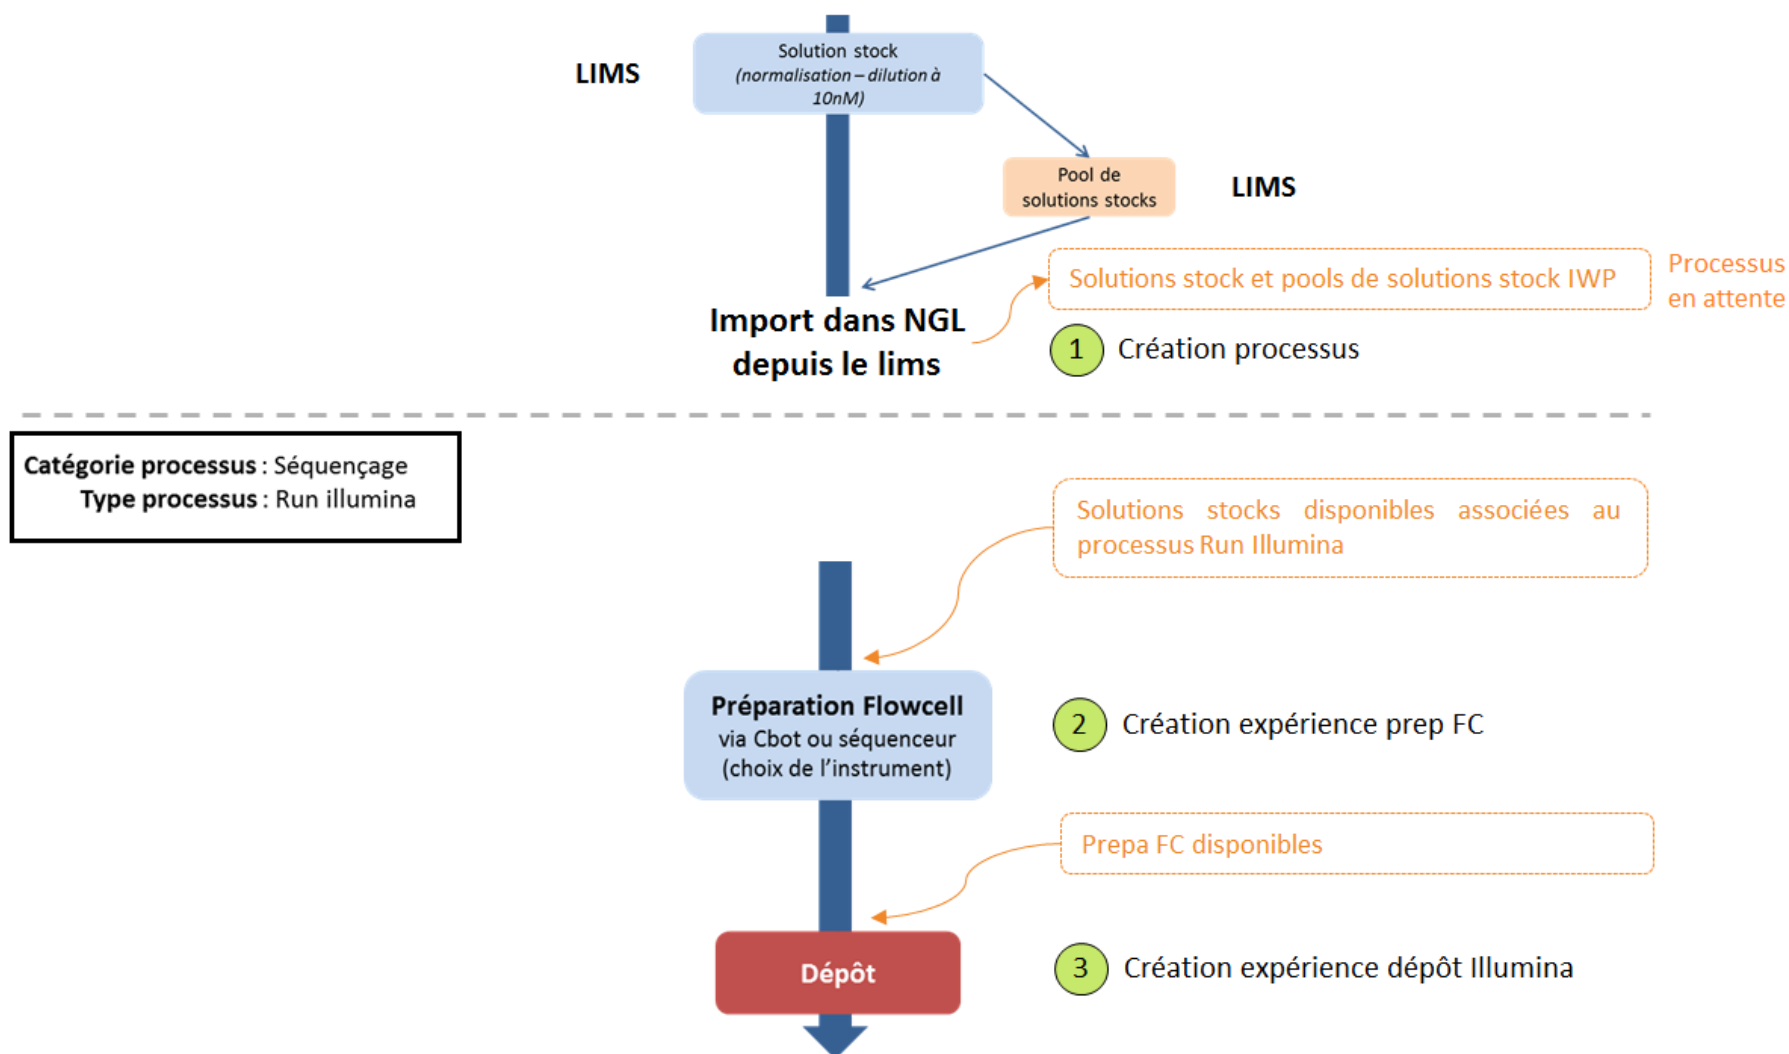 LIMS
Solution stock
(normalisation – dilution à
10nM)
Pool de
solutions stocks
LIMS
Solutions stock et pools de solutions stock IWP
Processus
en attente
Import dans NGL
depuis le lims
1
Création processus
Catégorie processus : Séquençage
Type processus : Run illumina
Solutions stocks disponibles associées au
processus Run Illumina
Préparation Flowcell
via Cbot ou séquenceur
(choix de l'instrument)
2
Création expérience prep FC
Prepa FC disponibles
Dépôt
3
Création expérience dépôt Illumina